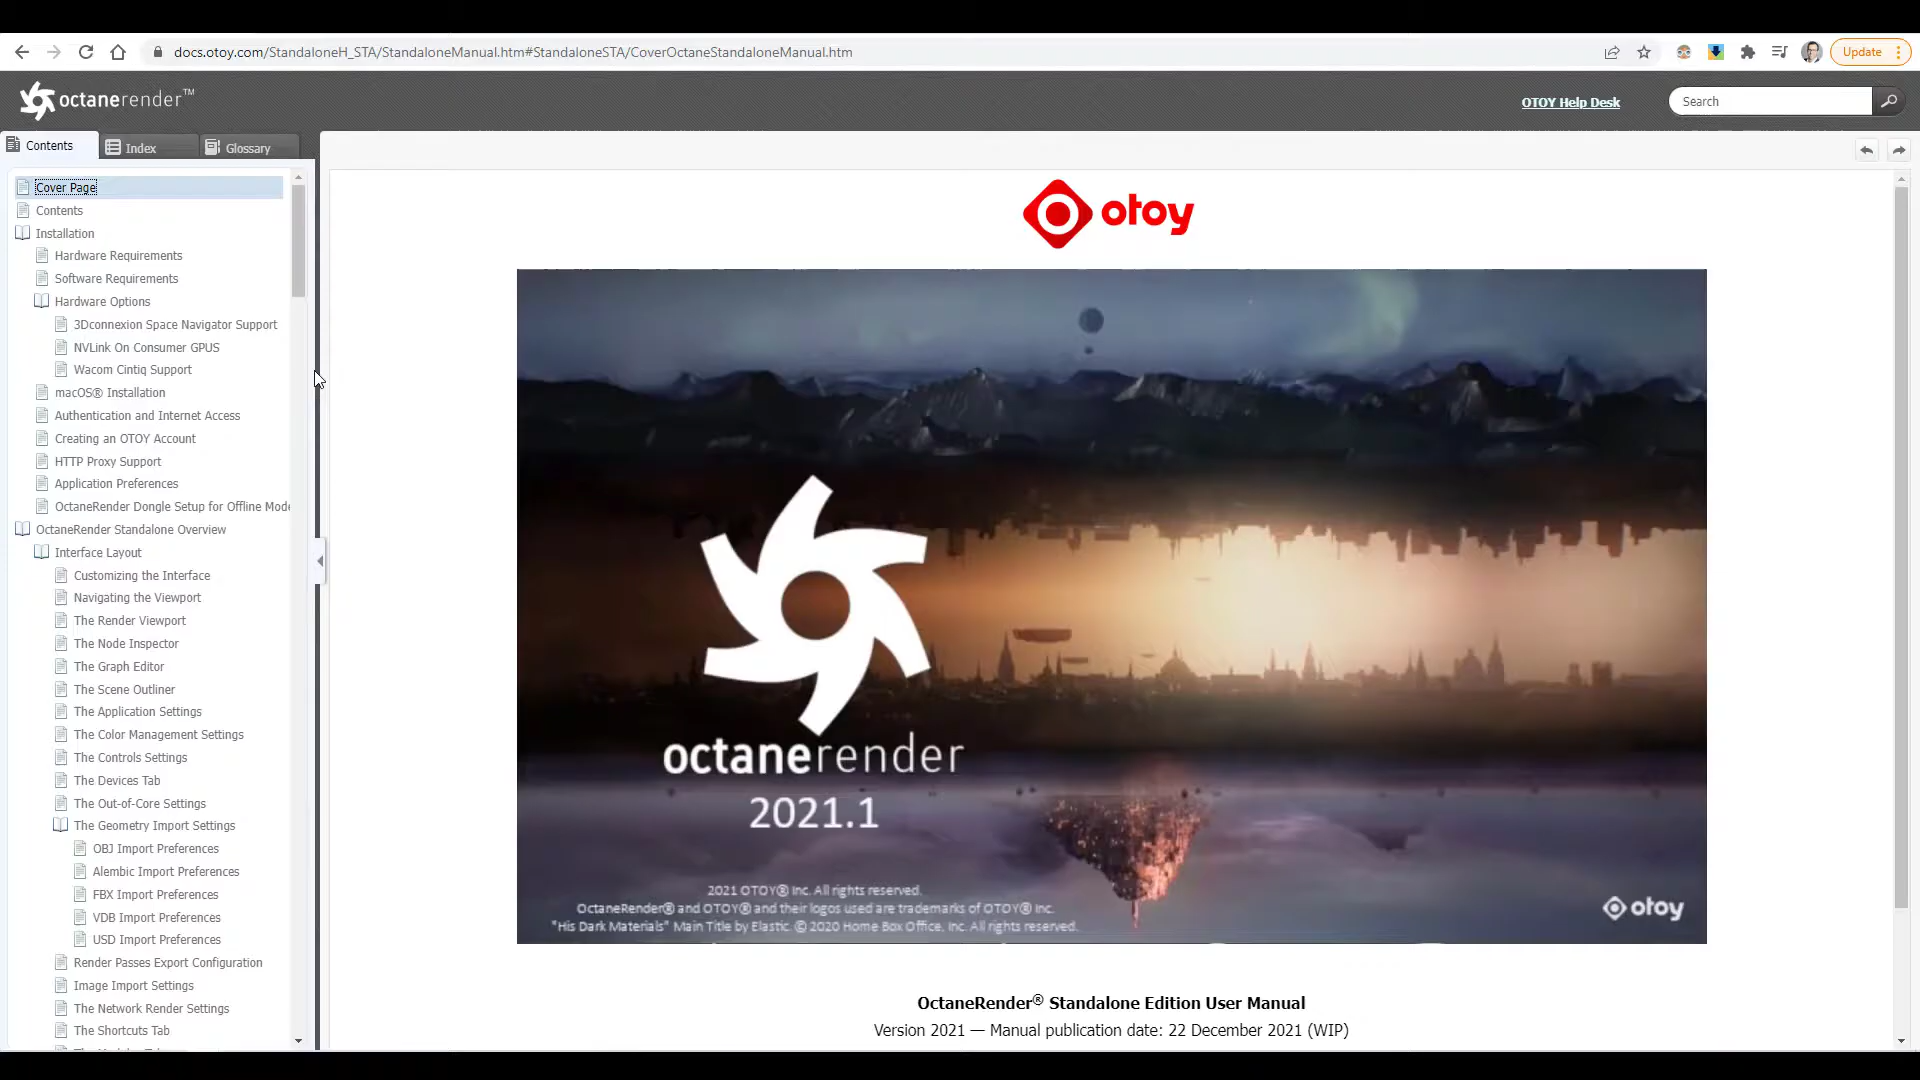 docs.otoy.com/StandaloneH_STA/StandaloneManual.htm#StandaloneSTA/CoverOctaneStandaloneManual.htm
Update
octanerender™
OTOY Help Desk
Search
Contents
Index
Glossary
Cover Page
Contents
Installation
Hardware Requirements
Software Requirements
Hardware Options
3Dconnexion Space Navigator Support
NVLink On Consumer GPUS
Wacom Cintiq Support
macOS® Installation
Authentication and Internet Access
Creating an OTOY Account
HTTP Proxy Support
Application Preferences
OctaneRender Dongle Setup for Offline Mode
OctaneRender Standalone Overview
Interface Layout
Customizing the Interface
Navigating the Viewport
The Render Viewport
The Node Inspector
The Graph Editor
The Scene Outliner
The Application Settings
The Color Management Settings
The Controls Settings
The Devices Tab
The Out-of-Core Settings
The Geometry Import Settings
OBJ Import Preferences
Alembic Import Preferences
FBX Import Preferences
VDB Import Preferences
USD Import Preferences
Render Passes Export Configuration
Image Import Settings
The Network Render Settings
The Shortcuts Tab
otoy
octanerender
2021.1
2021 OTOY® Inc. All rights reserved.
OctaneRender® and OTOY® and their logos used are trademarks of OTOY® Inc.
"His Dark Materials" Main Title by Elastic. © 2020 Home Box Office, Inc. All rights reserved.
otoy
OctaneRender® Standalone Edition User Manual
Version 2021 — Manual publication date: 22 December 2021 (WIP)